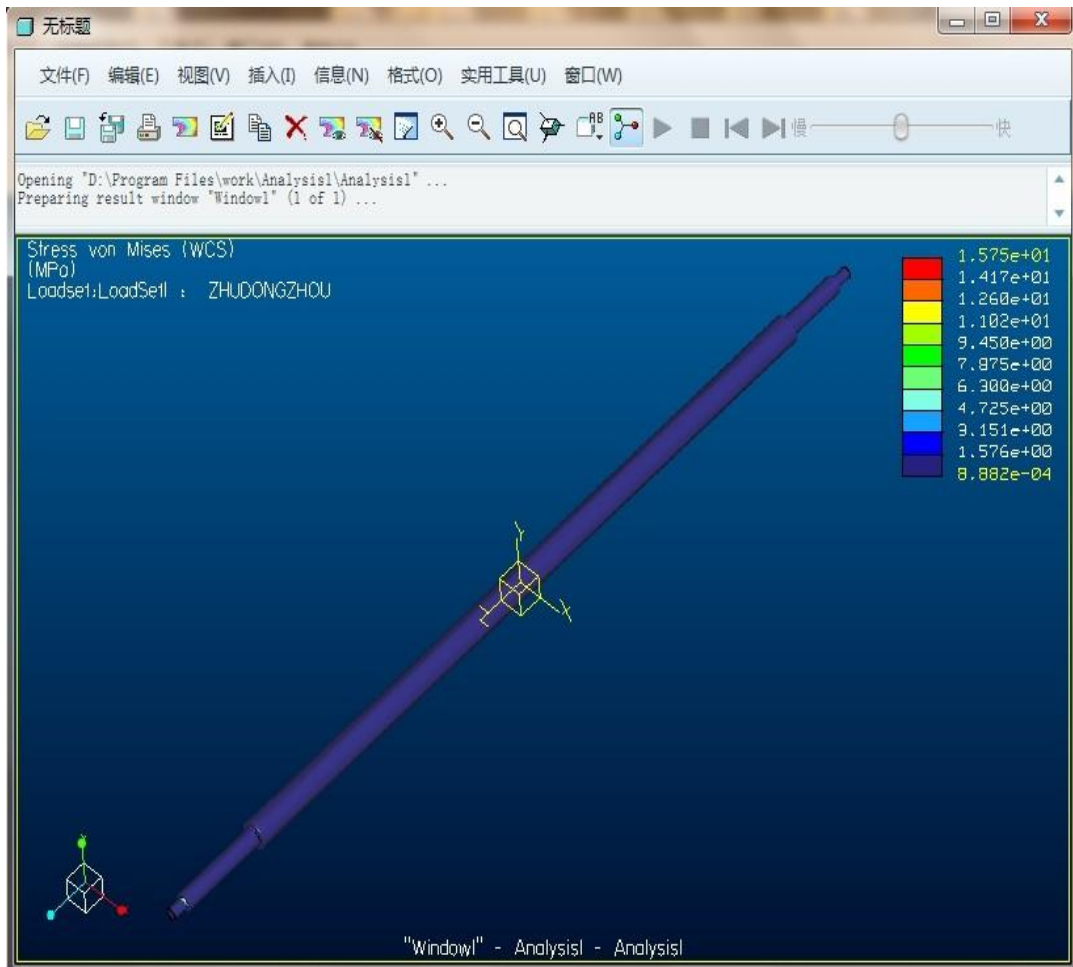 无标题
文件(F) 编辑(E) 视图(V) 插入(I) 信息(N) 格式(O) 实用工具(U) 窗口(W)
慢 快
Opening "D:\Program Files\work\Analysis1\Analysis1" ...
Preparing result window "Window1" (1 of 1) ...
Stress von Mises (WCS)
(MPa)
Loadset:LoadSet1 : ZHUDONGZHOU
1.575e+01
1.417e+01
1.260e+01
1.102e+01
9.450e+00
7.875e+00
6.300e+00
4.725e+00
3.151e+00
1.576e+00
8.882e-04
Y
X
Z
"Window1" - Analysis1 - Analysis1